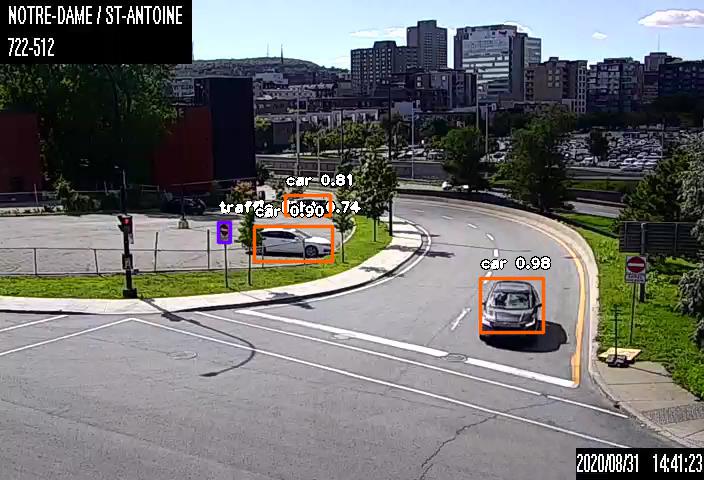 NOTRE-DAME / ST-ANTOINE
722-512
car 0.81
car 0.90
0.74
car 0.98
2020/08/31 14:41:23